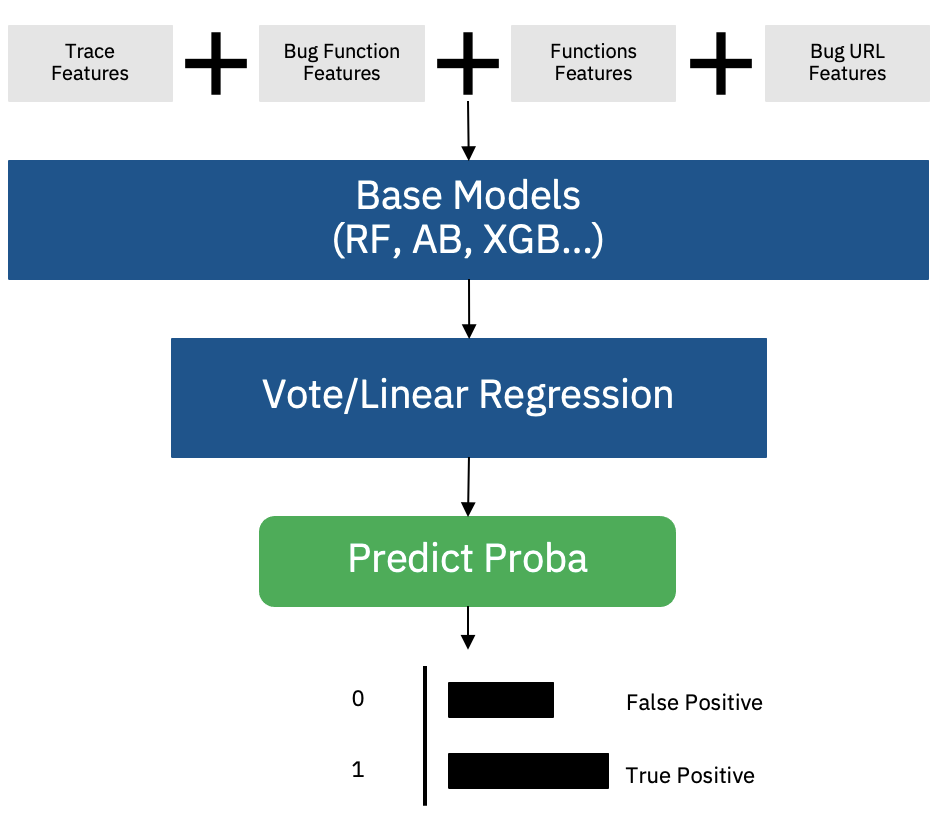 Trace
Features
Bug Function
Features
Functions
Features
Bug URL
Features
Base Models
(RF, AB, XGB...)
Vote/Linear Regression
Predict Proba
0
False Positive
1
True Positive